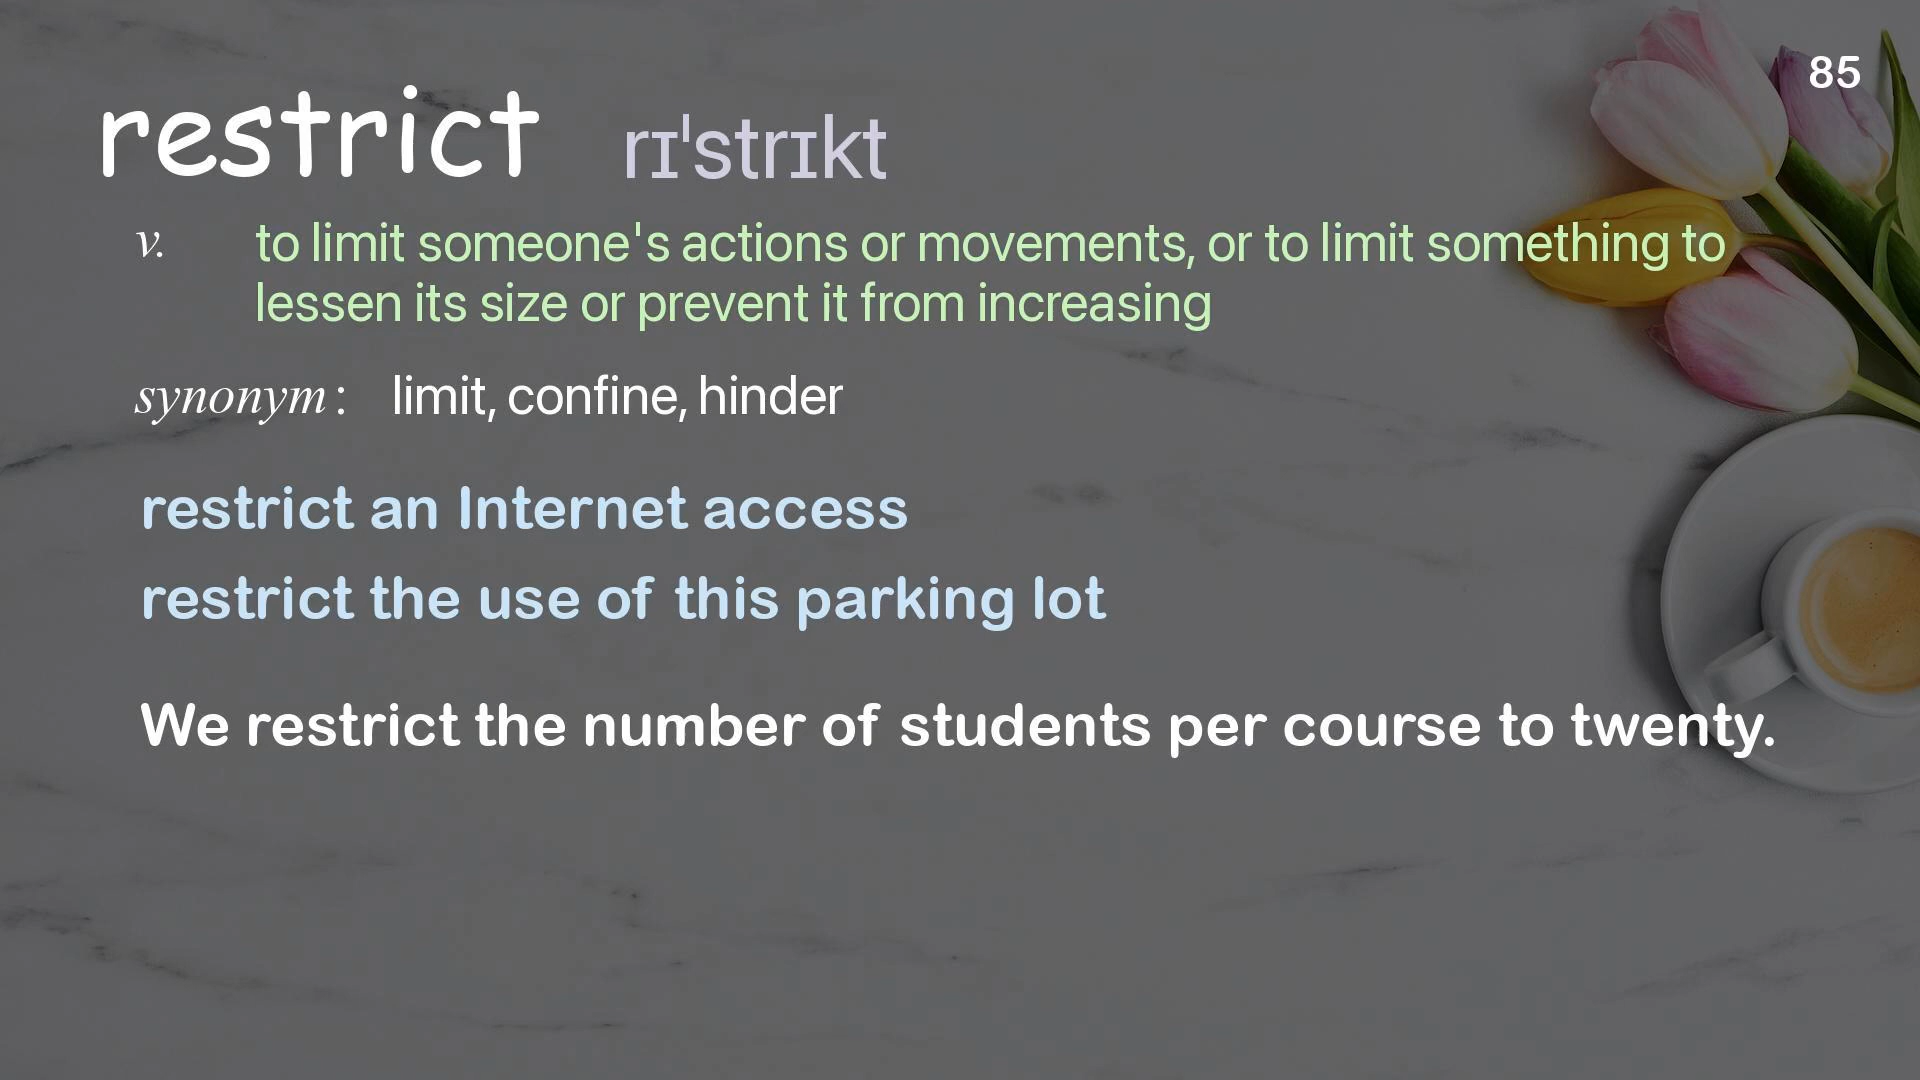 85
restrict rɪˈstrɪkt
v. to limit someone's actions or movements, or to limit something to
lessen its size or prevent it from increasing
synonym : limit, confine, hinder
restrict an Internet access
restrict the use of this parking lot
We restrict the number of students per course to twenty.